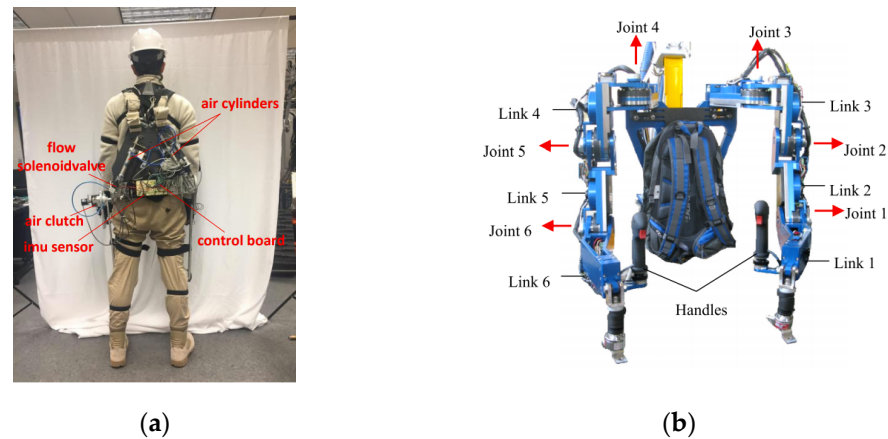 air cylinders
flow
solenoidvalve
air clutch
imu sensor
control board
(a)
Joint 4
Joint 3
Link 4
Link 3
Joint 5
Joint 2
Link 5
Link 2
Joint 1
Joint 6
Link 6
Link 1
Handles
(b)